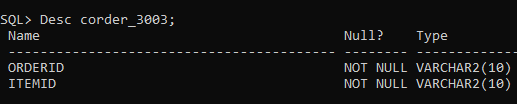 SQL> Desc corder_3003;
Name Null? Type
----------------------------------------- -------- -------------
ORDERID NOT NULL VARCHAR2(10)
ITEMID NOT NULL VARCHAR2(10)